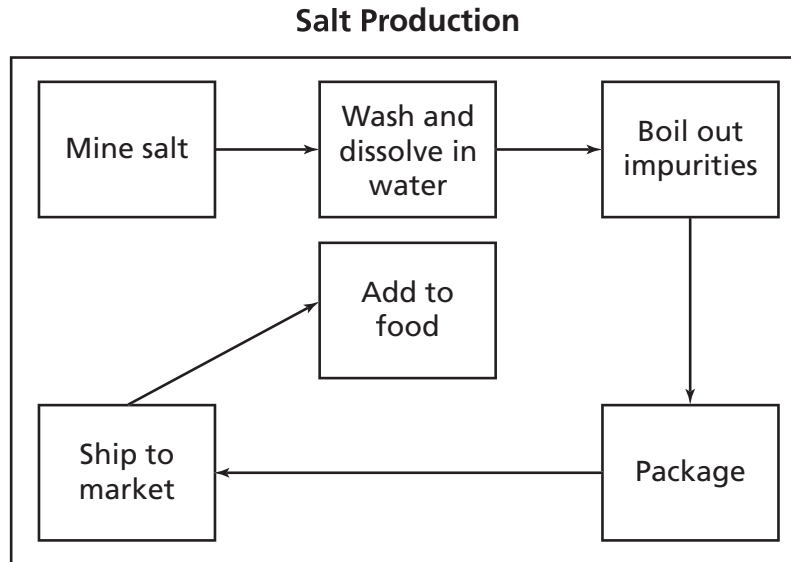 Salt Production
Mine salt
Wash and
dissolve in
water
Boil out
impurities
Package
Ship to
market
Add to
food